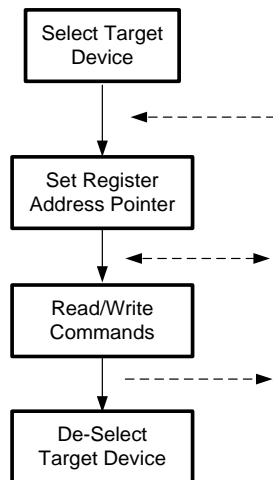 Select Target
Device
Set Register
Address Pointer
Read/Write
Commands
De-Select
Target Device